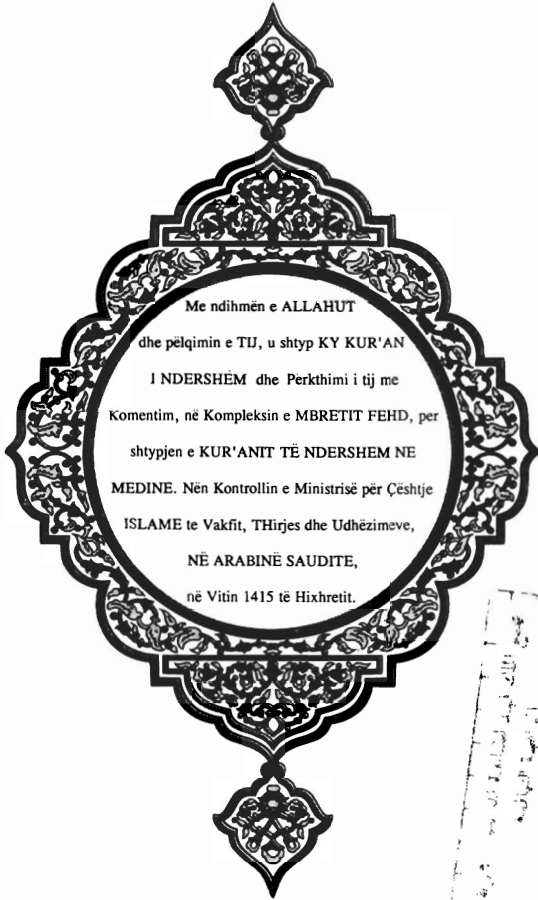 Me ndihmën e ALLAHUT
dhe pëlqimin e TIJ, u shtyp KY KUR'AN
I NDERSHËM dhe Përkthimi i tij me
Komentim, në Kompleksin e MBRETIT FEHD, per
shtypjen e KUR'ANIT TË NDERSHEM NE
MEDINE. Nën Kontrollin e Ministrisë për Çështje
ISLAME te Vakfit, THirjes dhe Udhëzimeve,
NË ARABINË SAUDITE,
në Vitin 1415 të Hixhretit.